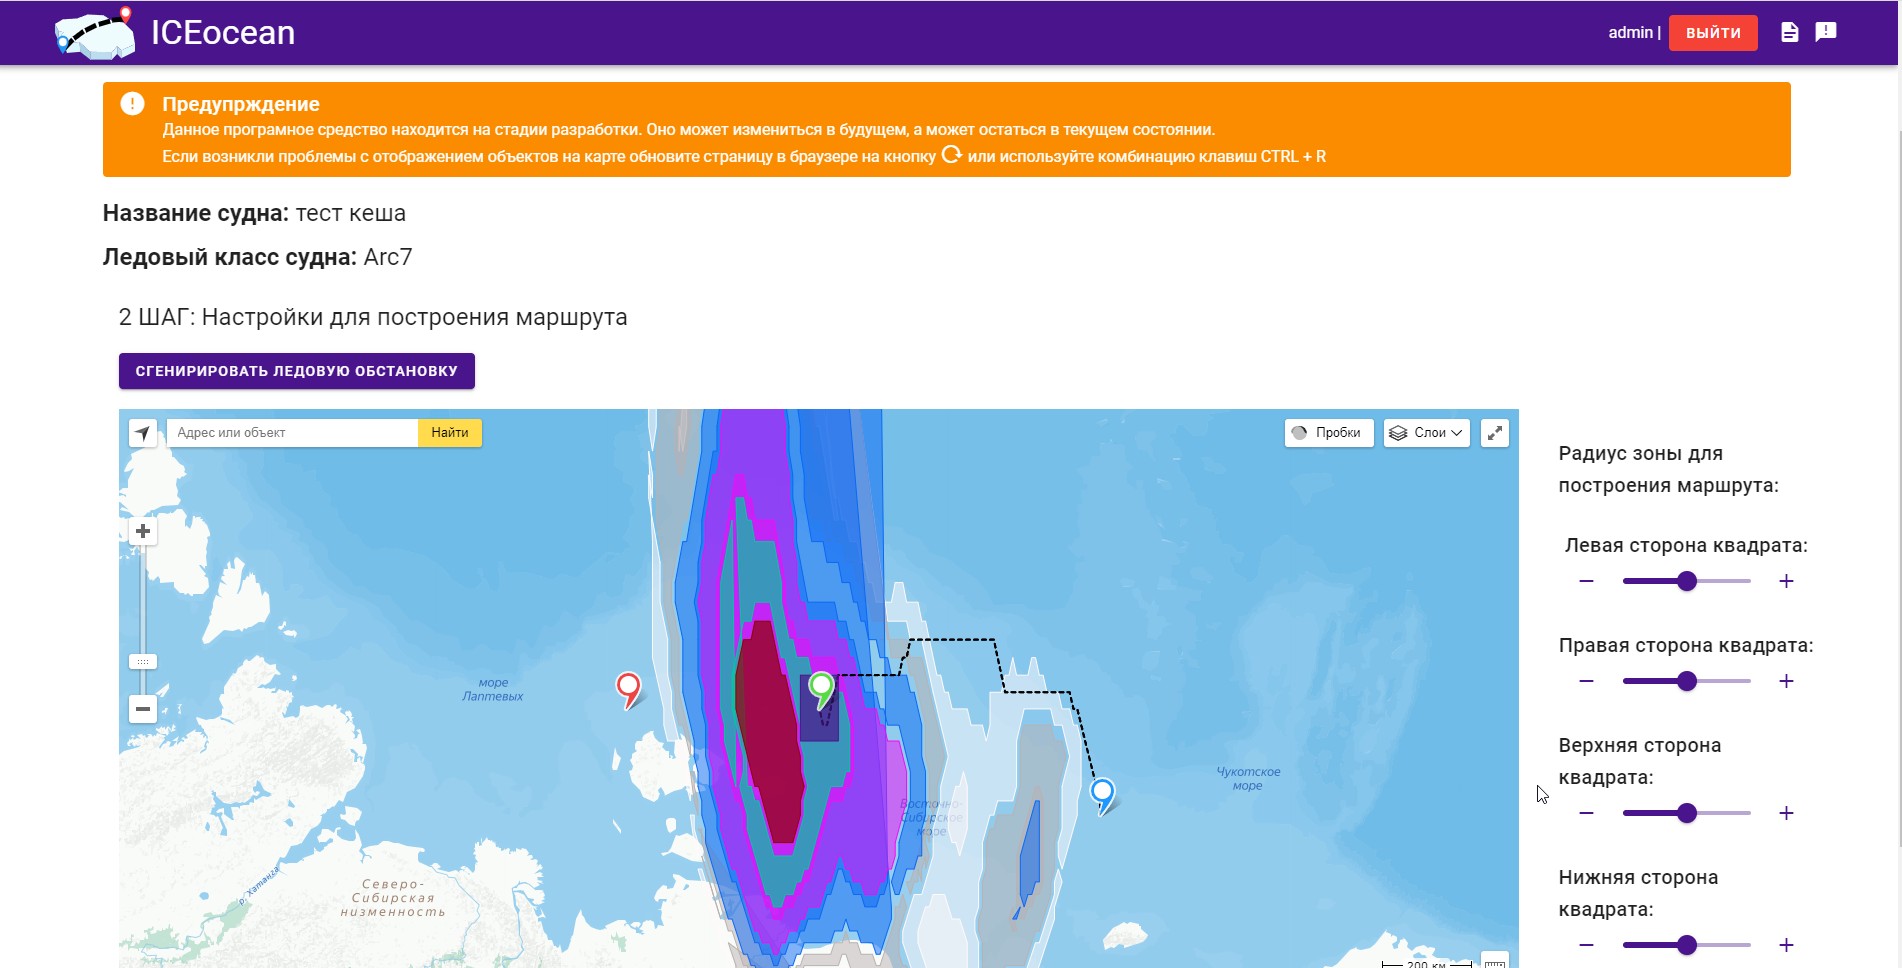 ICEocean
admin |
ВЫЙТИ
Предупрждение
Данное програмное средство находится на стадии разработки. Оно может измениться в будущем, а может остаться в текущем состоянии.
Если возникли проблемы с отображением объектов на карте обновите страницу в браузере на кнопку или используйте комбинацию клавиш CTRL + R
Название судна: тест кеша
Ледовый класс судна: Arc7
2 ШАГ: Настройки для построения маршрута
СГЕНИРИРОВАТЬ ЛЕДОВУЮ ОБСТАНОВКУ
Адрес или объект
Найти
Пробки
Слои
море
Лаптевых
Чукотское
море
Восточно-
Сибирское
море
р. Хатанга
Северо-
Сибирская
низменность
200 км
Радиус зоны для
построения маршрута:
Левая сторона квадрата:
Правая сторона квадрата:
Верхняя сторона
квадрата:
Нижняя сторона
квадрата: